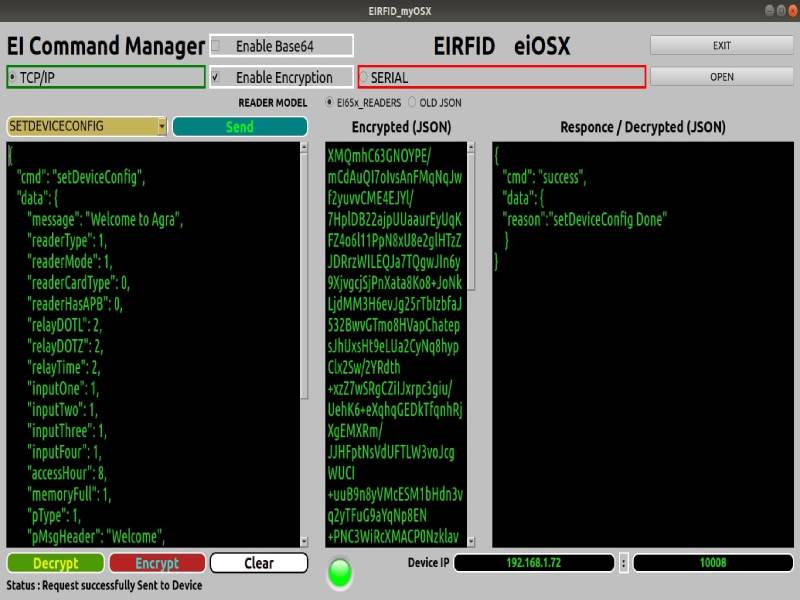 EIRFID_myOSX
EI Command Manager
Enable Base64
EIRFID eiOSX
EXIT
TCP/IP
Enable Encryption
SERIAL
OPEN
READER MODEL
EI65x_READERS
OLD JSON
SETDEVICECONFIG
Send
Encrypted (JSON)
Responce / Decrypted (JSON)
{
"cmd": "setDeviceConfig",
"data": {
"message": "Welcome to Agra",
"readerType": 1,
"readerMode": 1,
"readerCardType": 0,
"readerHasAPB": 0,
"relayDOTL": 2,
"relayDOTZ": 2,
"relayTime": 2,
"inputOne": 1,
"inputTwo": 1,
"inputThree": 1,
"inputFour": 1,
"accessHour": 8,
"memoryFull": 1,
"pType": 1,
"pMsgHeader": "Welcome",
XMQmhC63GNOYPE/
mCdAuQI7oIvsAnFMqNqJw
f2yuvvCME4EJYl/
7HplDB22ajpUUaaurEyUqK
FZ4o6l11PpN8xU8e2glHTzZ
JDRrzWILEQJa7TQgwJIn6y
9XjvgcjSjPnXata8Ko8+JoNk
LjdMM3H6evJg25rTbIzbfaJ
532BwvGTmo8HVapChatep
sJhUxsHt9eLUa2CyNq8hyp
Clx2Sw/2YRdth
+xzZ7wSRgCZiIJxrpc3giu/
UehK6+eXqhqGEDkTfqnhRj
XgEMXRm/
JJHFptNsVdUFTLW3voJcg
WUCI
+uuB9n8yVMcESM1bHdn3v
q2yTFuG9aYqNp8EN
+PNC3WiRcXMACP0Nzklav
{
"cmd": "success",
"data": {
"reason":"setDeviceConfig Done"
}
}
Decrypt
Encrypt
Clear
Device IP
192.168.1.72
:
10008
Status : Request successfully Sent to Device